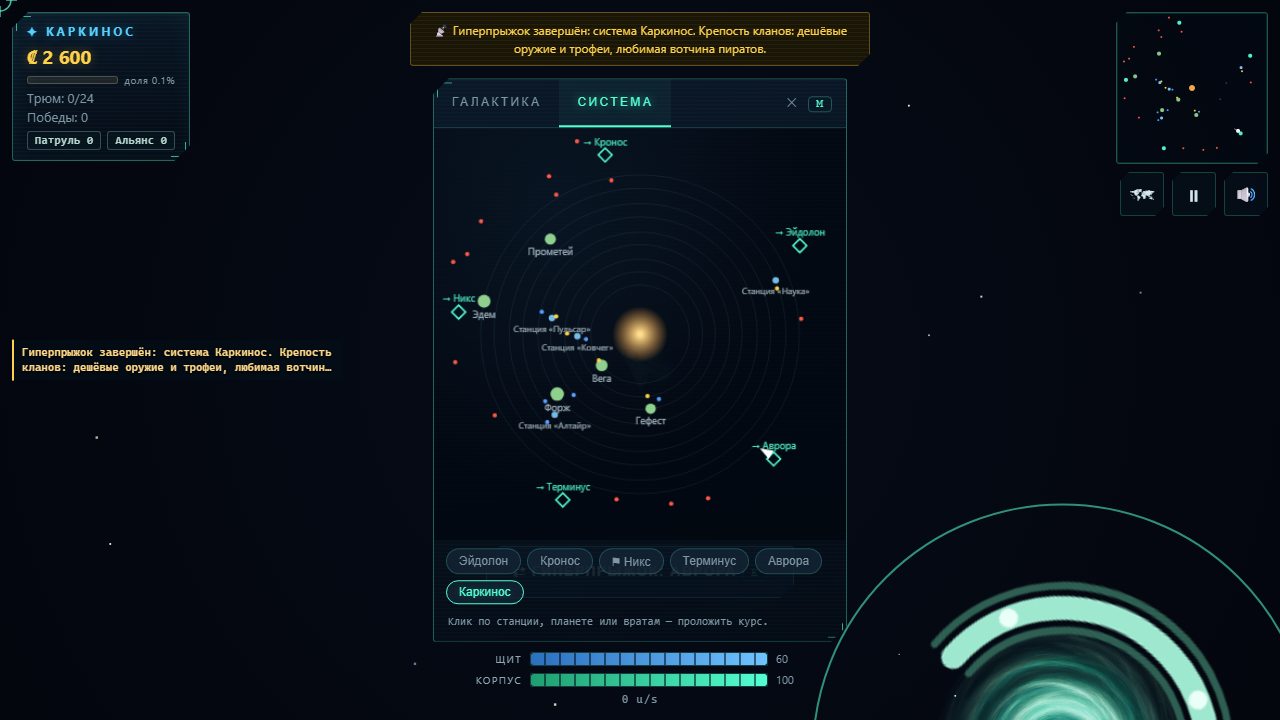 ✦ КАРКИНОС
₡ 2 600
доля 0.1%
Трюм: 0/24
Победы: 0
Патруль 0
Альянс 0
Гиперпрыжок завершён: система Каркинос. Крепость кланов: дешёвые
оружие и трофеи, любимая вотчина пиратов.
ГАЛАКТИКА
СИСТЕМА
× M
→ Кронос
→ Эйдолон
Прометей
Станция «Наука»
→ Никс
Эдем
Станция «Пульсар»
Станция «Ковчег»
Вега
Форж
Гефест
Станция «Алтайр»
→ Аврора
→ Терминус
Гиперпрыжок завершён: система Каркинос. Крепость
кланов: дешёвые оружие и трофеи, любимая вотчин…
Эйдолон
Кронос
⚑ Никс
Терминус
Аврора
Каркинос
Клик по станции, планете или вратам — проложить курс.
ЩИТ
60
КОРПУС
100
0 u/s